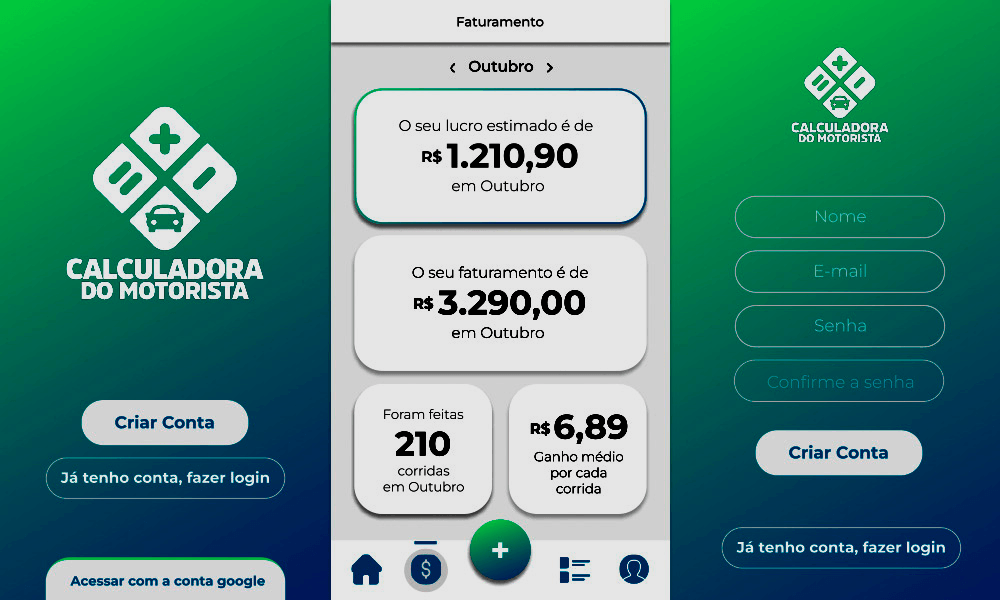 CALCULADORA
DO MOTORISTA
Criar Conta
Já tenho conta, fazer login
Acessar com a conta google
Faturamento
‹ Outubro ›
O seu lucro estimado é de
R$ 1.210,90
em Outubro
O seu faturamento é de
R$ 3.290,00
em Outubro
Foram feitas
210
corridas
em Outubro
R$ 6,89
Ganho médio
por cada
corrida
$
+
CALCULADORA
DO MOTORISTA
Nome
E-mail
Senha
Confirme a senha
Criar Conta
Já tenho conta, fazer login